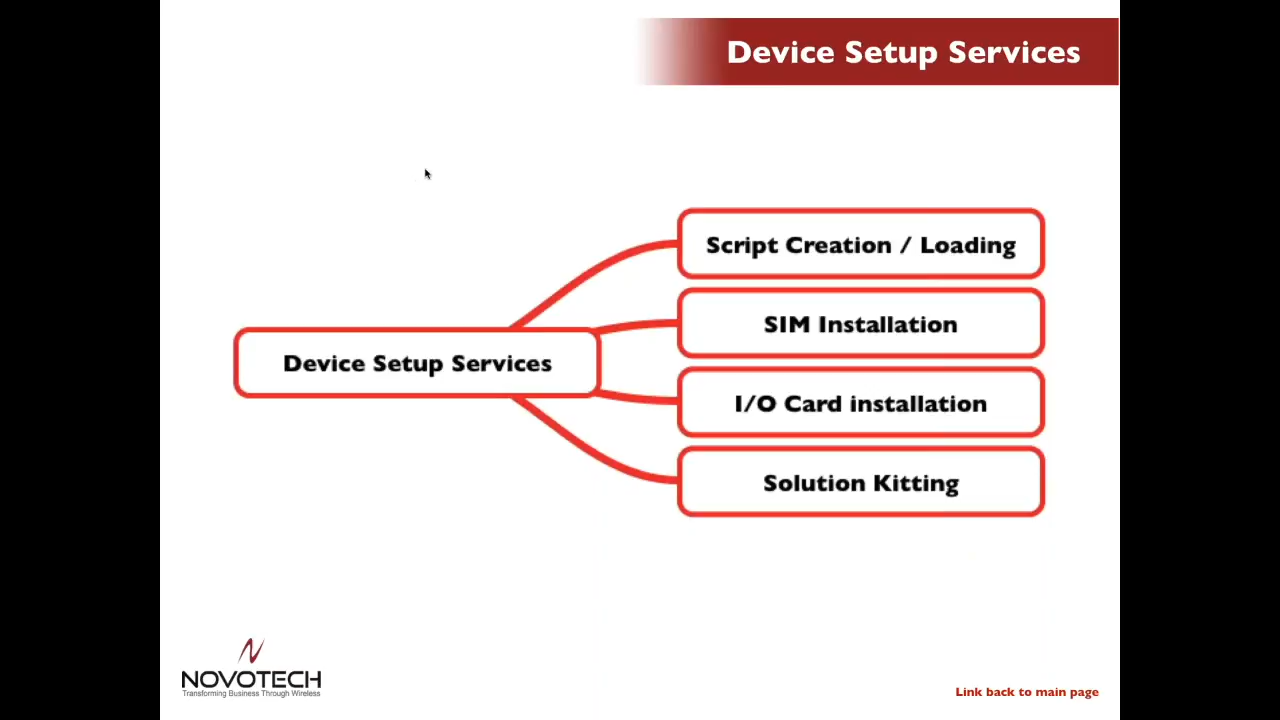 Device Setup Services
Script Creation / Loading
SIM Installation
Device Setup Services
I/O Card installation
Solution Kitting
NOVOTECH
Transforming Business Through Wireless
Link back to main page